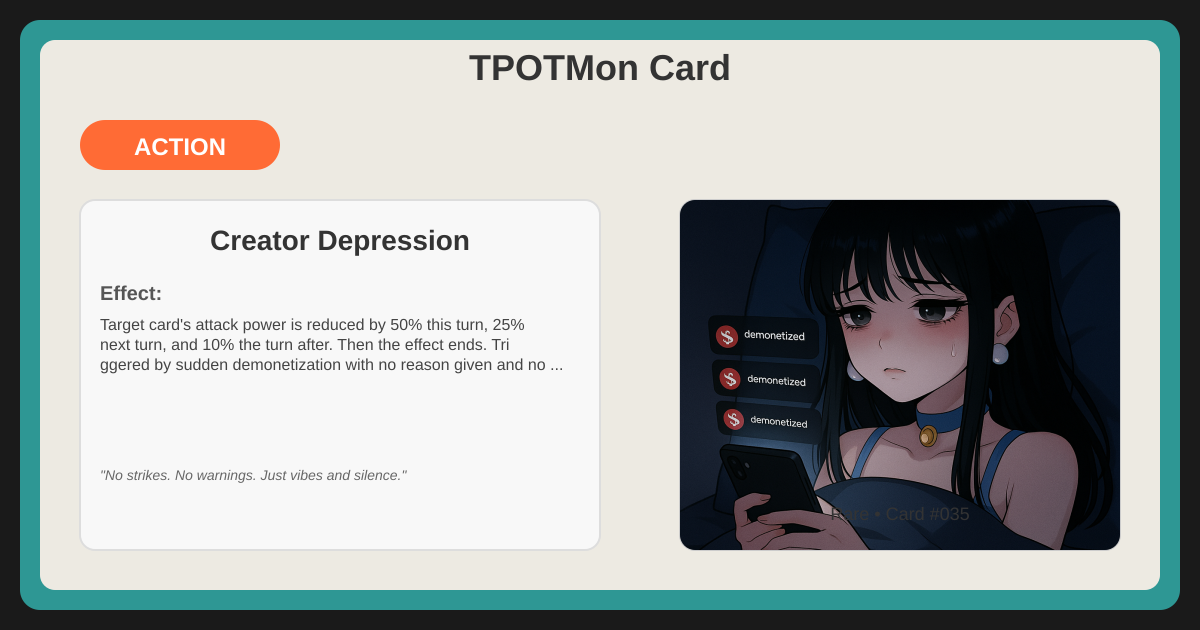 TPOTMon Card
ACTION
Creator Depression
Effect:
Target card's attack power is reduced by 50% this turn, 25%
next turn, and 10% the turn after. Then the effect ends. Tri
ggered by sudden demonetization with no reason given and no ...
"No strikes. No warnings. Just vibes and silence."
demonetized
demonetized
demonetized
Rare • Card #035